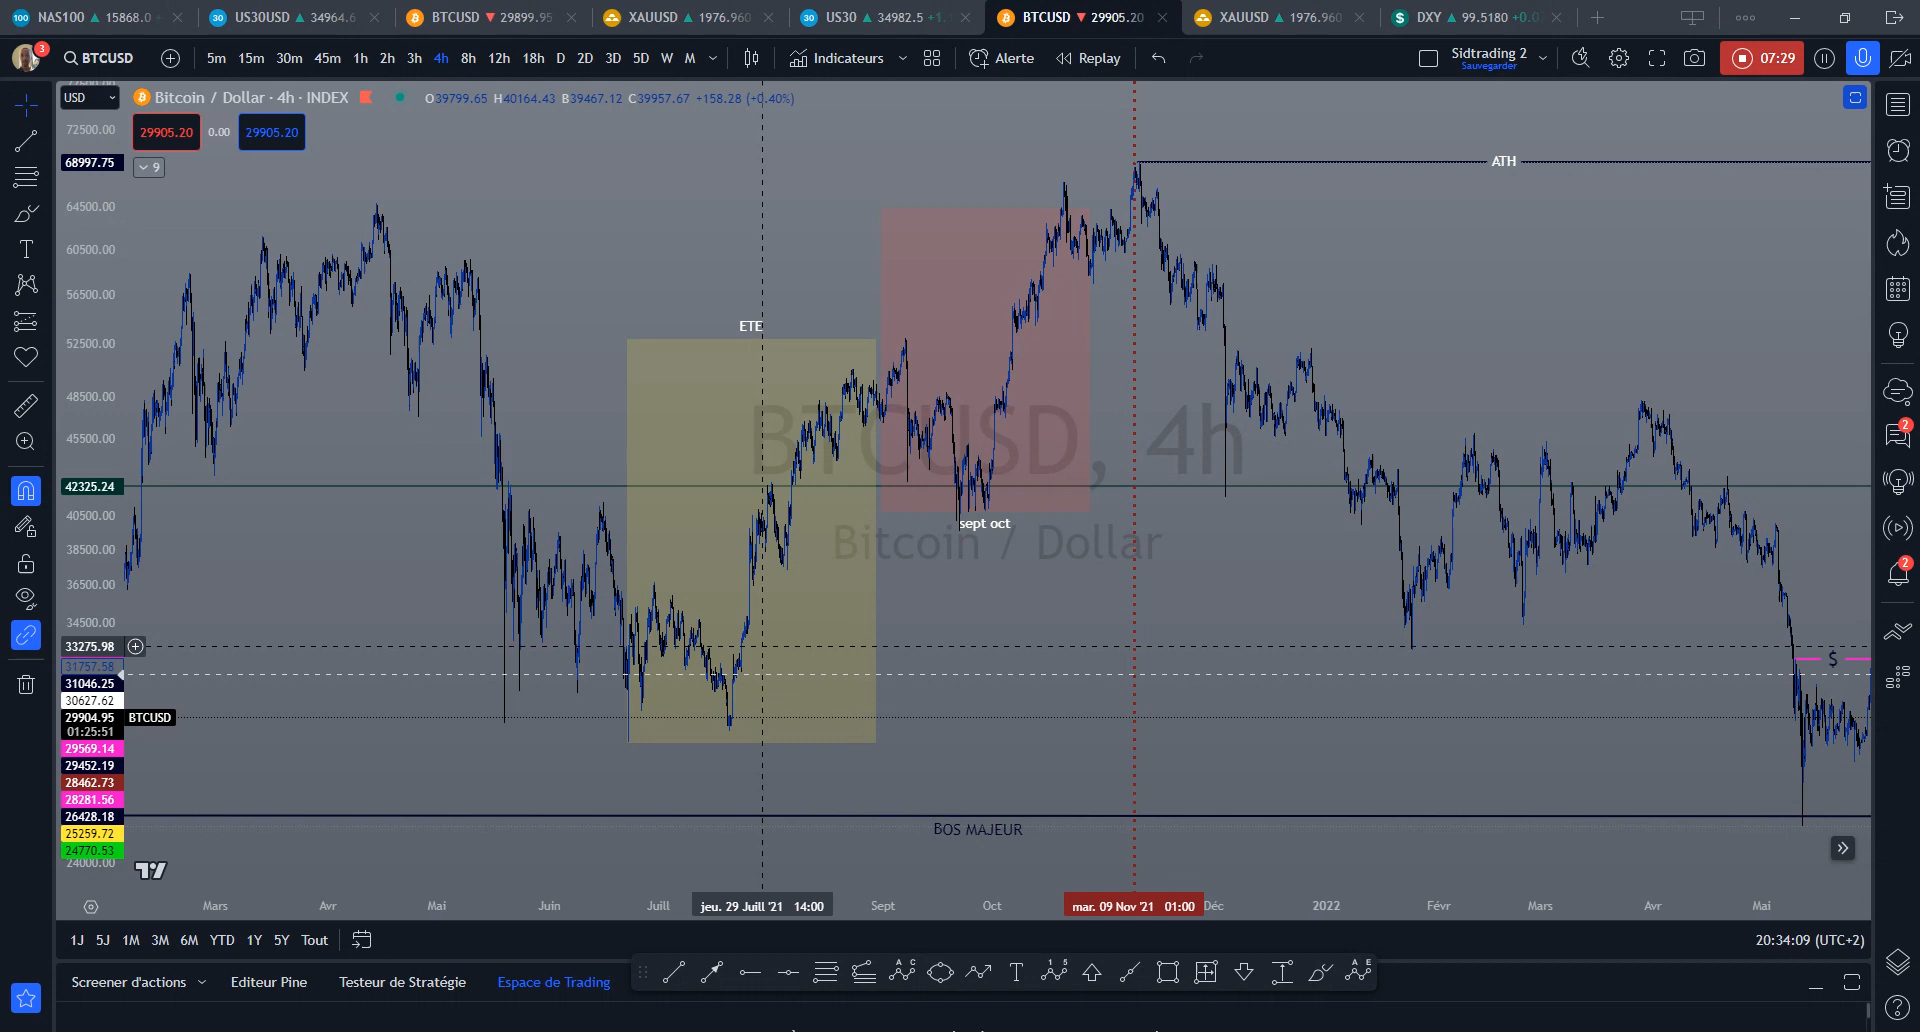 NAS100 ▲ 15868.0
US30USD ▲ 34964.6
BTCUSD ▼ 29899.95
XAUUSD ▲ 1976.960
US30 ▲ 34982.5 +1.1
BTCUSD ▼ 29905.20
XAUUSD ▲ 1976.960
DXY ▲ 99.5180 +0.0
3
BTCUSD
5m 15m 30m 45m 1h 2h 3h 4h 8h 12h 18h D 2D 3D 5D W M
Indicateurs
Alerte
Replay
Sidtrading 2
Sauvegarder
07:29
USD
Bitcoin / Dollar · 4h · INDEX
O39799.65 H40164.43 B39467.12 C39957.67 +158.28 (+0.40%)
29905.20 0.00 29905.20
9
72500.00
68997.75
64500.00
60500.00
56500.00
52500.00
48500.00
45500.00
42325.24
40500.00
38500.00
36500.00
34500.00
33275.98
31757.58
31046.25
30627.62
29904.95 BTCUSD
01:25:51
29569.14
29452.19
28462.73
28281.56
26428.18
25259.72
24770.53
24000.00
ATH
ETE
BTCUSD, 4h
Bitcoin / Dollar
sept oct
$
BOS MAJEUR
Mars Avr Mai Juin Juill jeu. 29 Juill '21 14:00 Sept Oct mar. 09 Nov '21 01:00 Déc 2022 Févr Mars Avr Mai
1J 5J 1M 3M 6M YTD 1Y 5Y Tout
20:34:09 (UTC+2)
Screener d'actions
Editeur Pine
Testeur de Stratégie
Espace de Trading
2
2